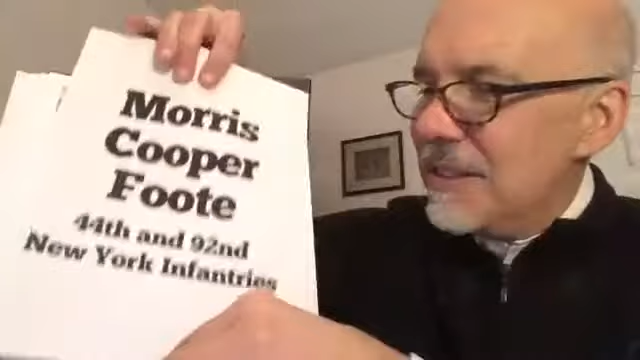 Morris
Cooper
Foote
44th and 92nd
New York Infantries